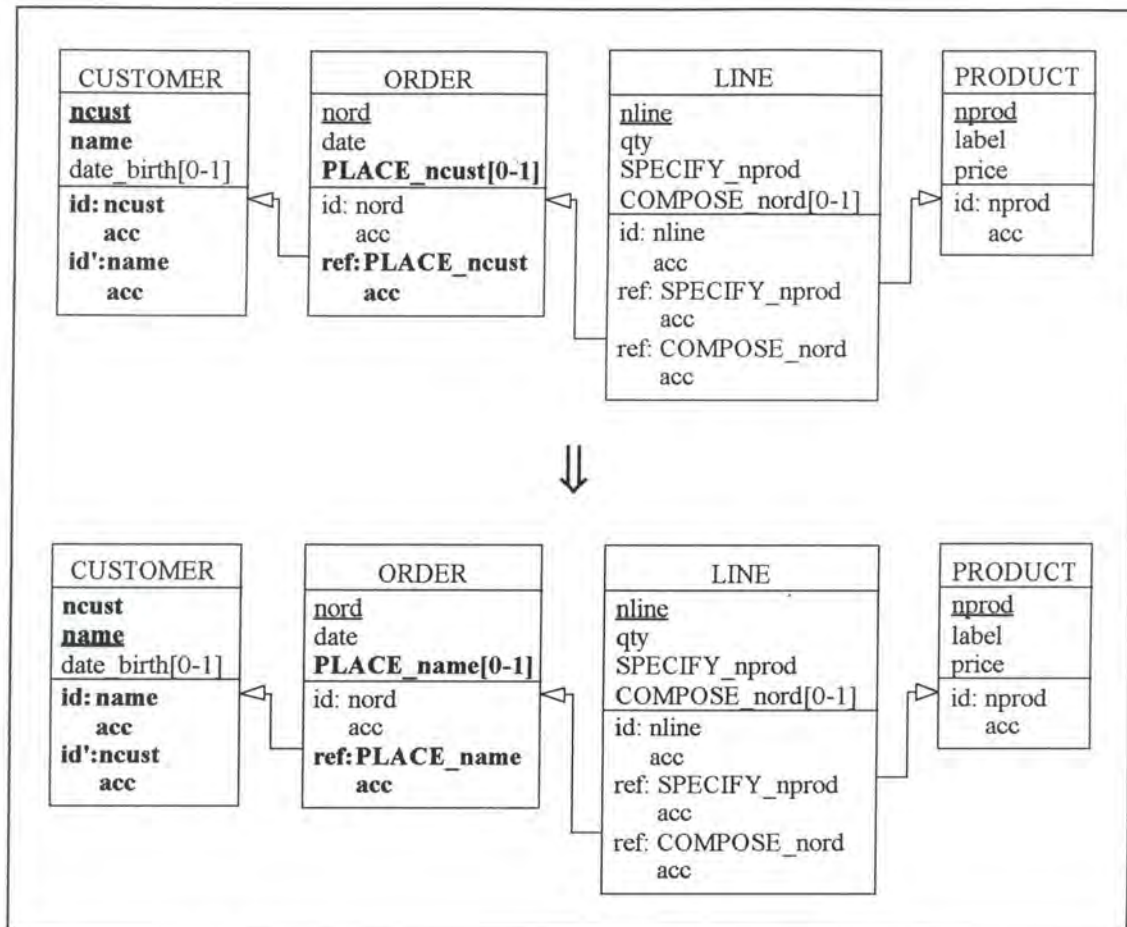 CUSTOMER
ncust
name
date_birth[0-1]
id: ncust
acc
id':name
acc
ORDER
nord
date
PLACE_ncust[0-1]
id: nord
acc
ref:PLACE_ncust
acc
LINE
nline
qty
SPECIFY_nprod
COMPOSE_nord[0-1]
id: nline
acc
ref: SPECIFY_nprod
acc
ref: COMPOSE_nord
acc
PRODUCT
nprod
label
price
id: nprod
acc
⇓
CUSTOMER
ncust
name
date_birth[0-1]
id: name
acc
id':ncust
acc
ORDER
nord
date
PLACE_name[0-1]
id: nord
acc
ref:PLACE_name
acc
LINE
nline
qty
SPECIFY_nprod
COMPOSE_nord[0-1]
id: nline
acc
ref: SPECIFY_nprod
acc
ref: COMPOSE_nord
acc
PRODUCT
nprod
label
price
id: nprod
acc